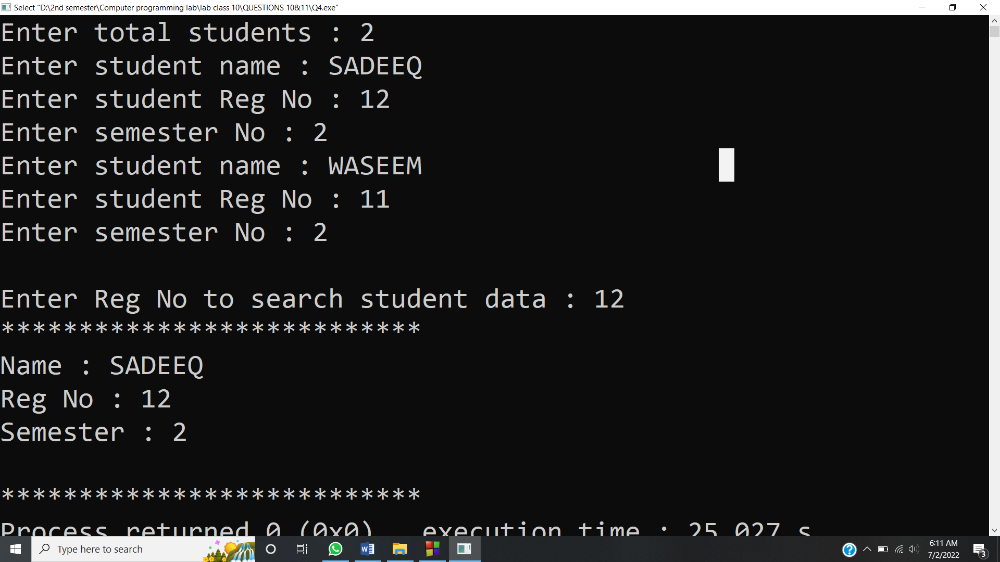 Select "D:\2nd semester\Computer programming lab\lab class 10\QUESTIONS 10&11\Q4.exe"
Enter total students : 2
Enter student name : SADEEQ
Enter student Reg No : 12
Enter semester No : 2
Enter student name : WASEEM
Enter student Reg No : 11
Enter semester No : 2
Enter Reg No to search student data : 12
***************************
Name : SADEEQ
Reg No : 12
Semester : 2
***************************
Process returned 0 (0x0)   execution time : 25.027 s
Type here to search
6:11 AM
7/2/2022
3